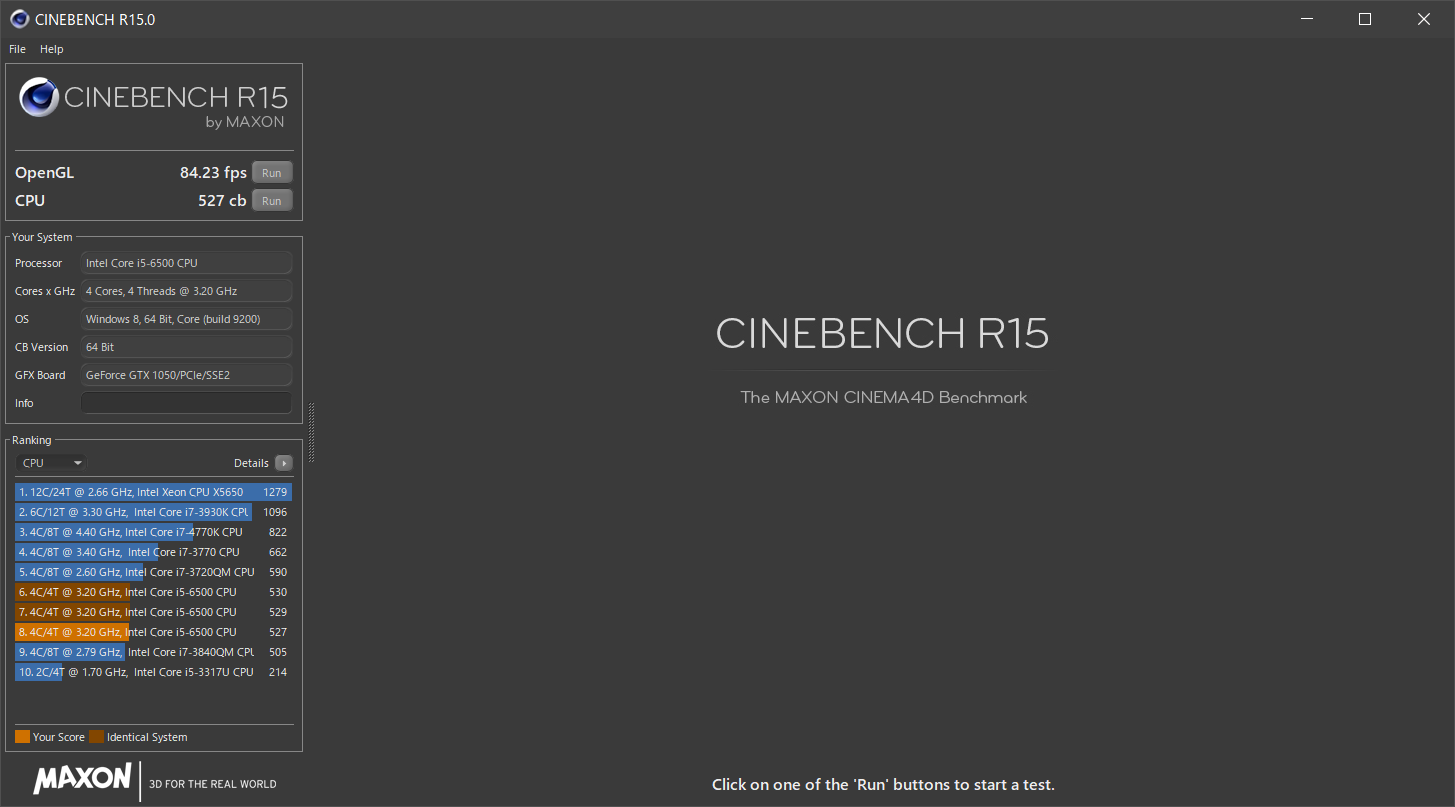 CINEBENCH R15.0
File Help
CINEBENCH R15
by MAXON
OpenGL 84.23 fps Run
CPU 527 cb Run
Your System
Processor Intel Core i5-6500 CPU
Cores x GHz 4 Cores, 4 Threads @ 3.20 GHz
OS Windows 8, 64 Bit, Core (build 9200)
CB Version 64 Bit
GFX Board GeForce GTX 1050/PCIe/SSE2
Info
Ranking
CPU Details
1. 12C/24T @ 2.66 GHz, Intel Xeon CPU X5650 1279
2. 6C/12T @ 3.30 GHz, Intel Core i7-3930K CPU 1096
3. 4C/8T @ 4.40 GHz, Intel Core i7-4770K CPU 822
4. 4C/8T @ 3.40 GHz, Intel Core i7-3770 CPU 662
5. 4C/8T @ 2.60 GHz, Intel Core i7-3720QM CPU 590
6. 4C/4T @ 3.20 GHz, Intel Core i5-6500 CPU 530
7. 4C/4T @ 3.20 GHz, Intel Core i5-6500 CPU 529
8. 4C/4T @ 3.20 GHz, Intel Core i5-6500 CPU 527
9. 4C/8T @ 2.79 GHz, Intel Core i7-3840QM CPU 505
10. 2C/4T @ 1.70 GHz, Intel Core i5-3317U CPU 214
Your Score Identical System
MAXON 3D FOR THE REAL WORLD
CINEBENCH R15
The MAXON CINEMA4D Benchmark
Click on one of the 'Run' buttons to start a test.